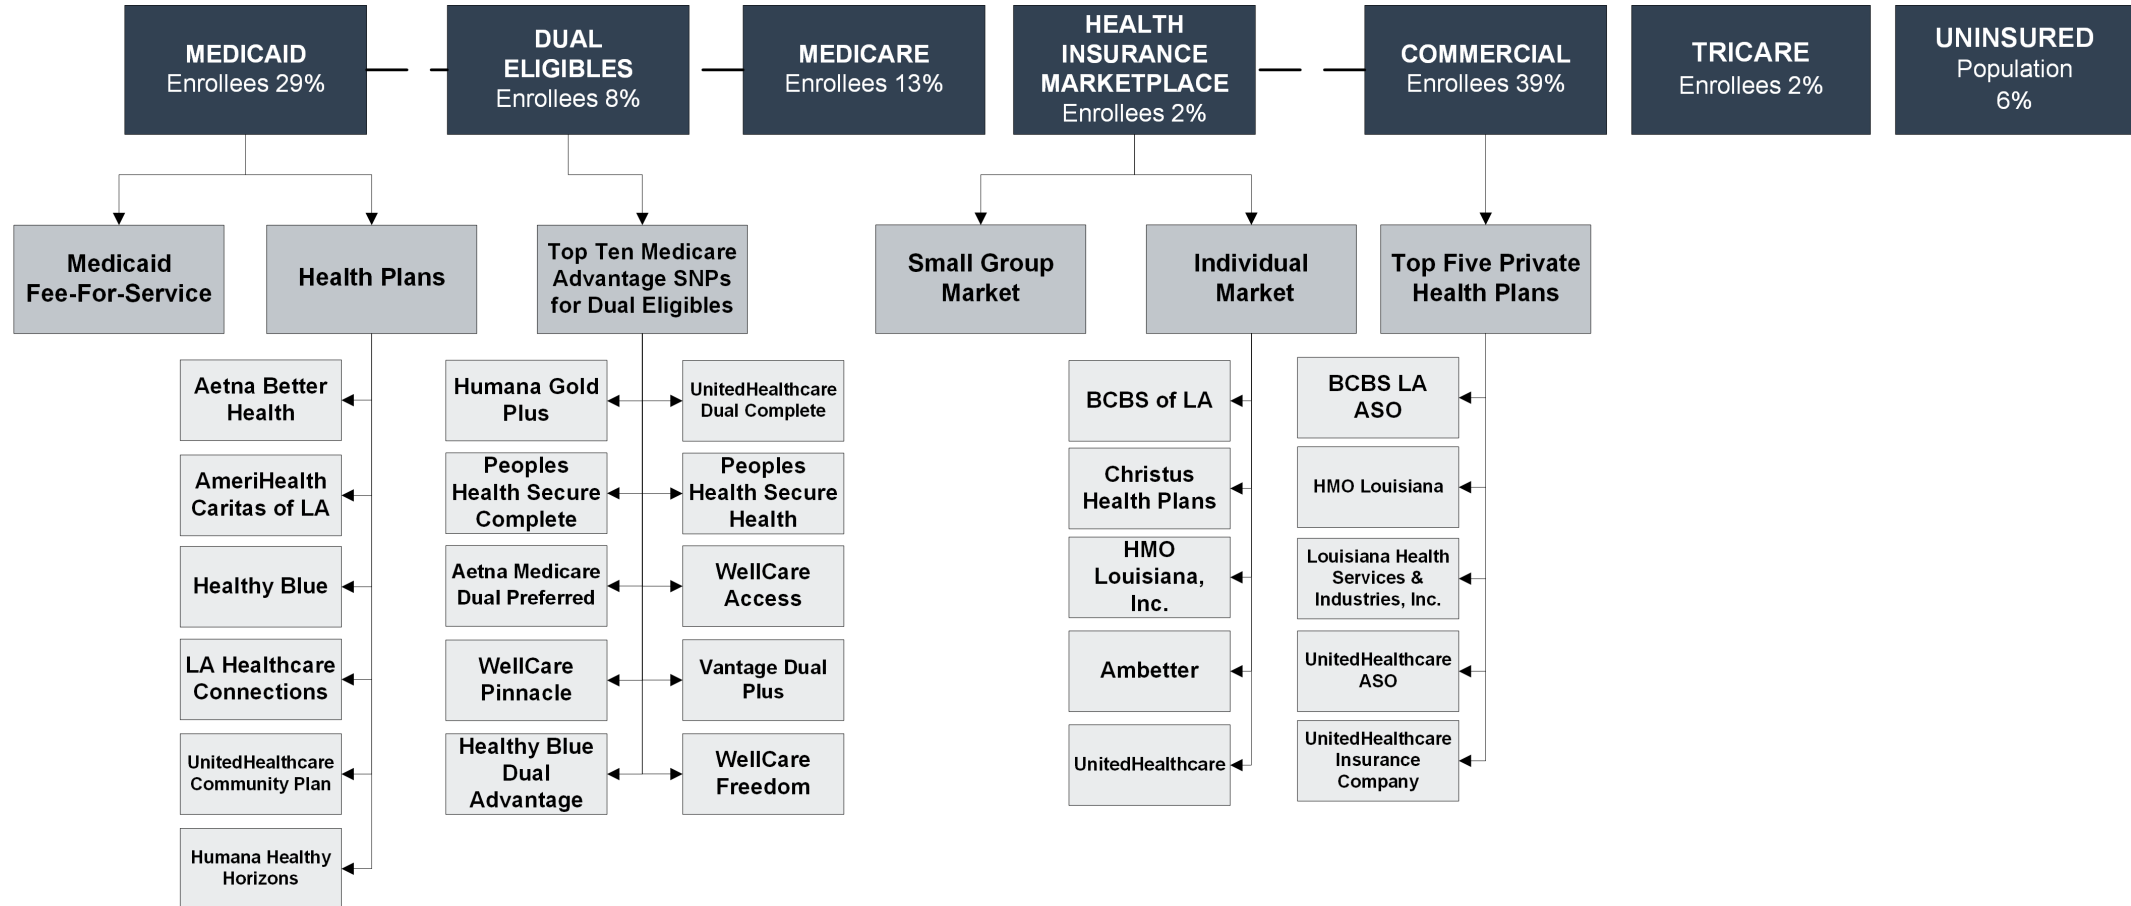 MEDICAID
Enrollees 29%
DUAL
ELIGIBLES
Enrollees 8%
MEDICARE
Enrollees 13%
HEALTH
INSURANCE
MARKETPLACE
Enrollees 2%
COMMERCIAL
Enrollees 39%
TRICARE
Enrollees 2%
UNINSURED
Population
6%
Medicaid
Fee-For-Service
Health Plans
Top Ten Medicare
Advantage SNPs
for Dual Eligibles
Small Group
Market
Individual
Market
Top Five Private
Health Plans
Aetna Better
Health
AmeriHealth
Caritas of LA
Healthy Blue
LA Healthcare
Connections
UnitedHealthcare
Community Plan
Humana Healthy
Horizons
Humana Gold
Plus
UnitedHealthcare
Dual Complete
Peoples
Health Secure
Complete
Peoples
Health Secure
Health
Aetna Medicare
Dual Preferred
WellCare
Access
WellCare
Pinnacle
Vantage Dual
Plus
Healthy Blue
Dual
Advantage
WellCare
Freedom
BCBS of LA
Christus
Health Plans
HMO
Louisiana,
Inc.
Ambetter
UnitedHealthcare
BCBS LA
ASO
HMO Louisiana
Louisiana Health
Services &
Industries, Inc.
UnitedHealthcare
ASO
UnitedHealthcare
Insurance
Company